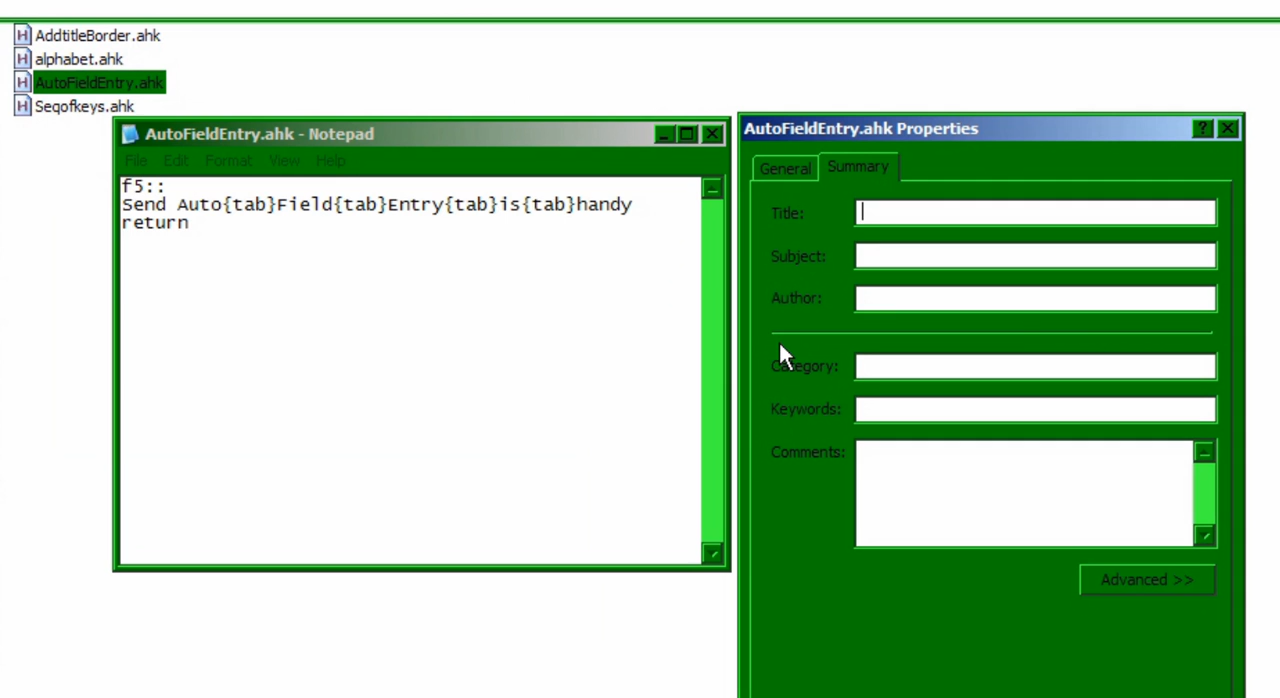 AddtitleBorder.ahk
alphabet.ahk
AutoFieldEntry.ahk
Seqofkeys.ahk
AutoFieldEntry.ahk - Notepad
File Edit Format View Help
f5::
Send Auto{tab}Field{tab}Entry{tab}is{tab}handy
return
AutoFieldEntry.ahk Properties
General Summary
Title:
Subject:
Author:
Category:
Keywords:
Comments:
Advanced >>